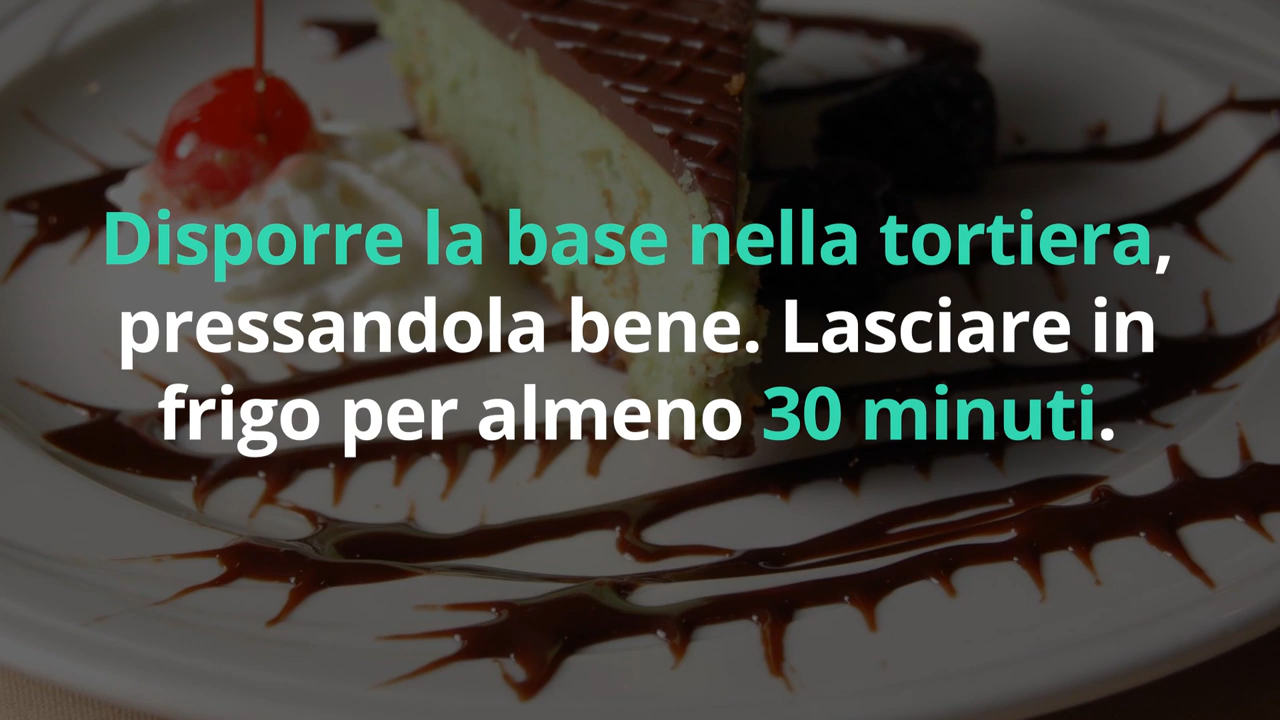 Disporre la base nella tortiera,
pressandola bene. Lasciare in
frigo per almeno 30 minuti.